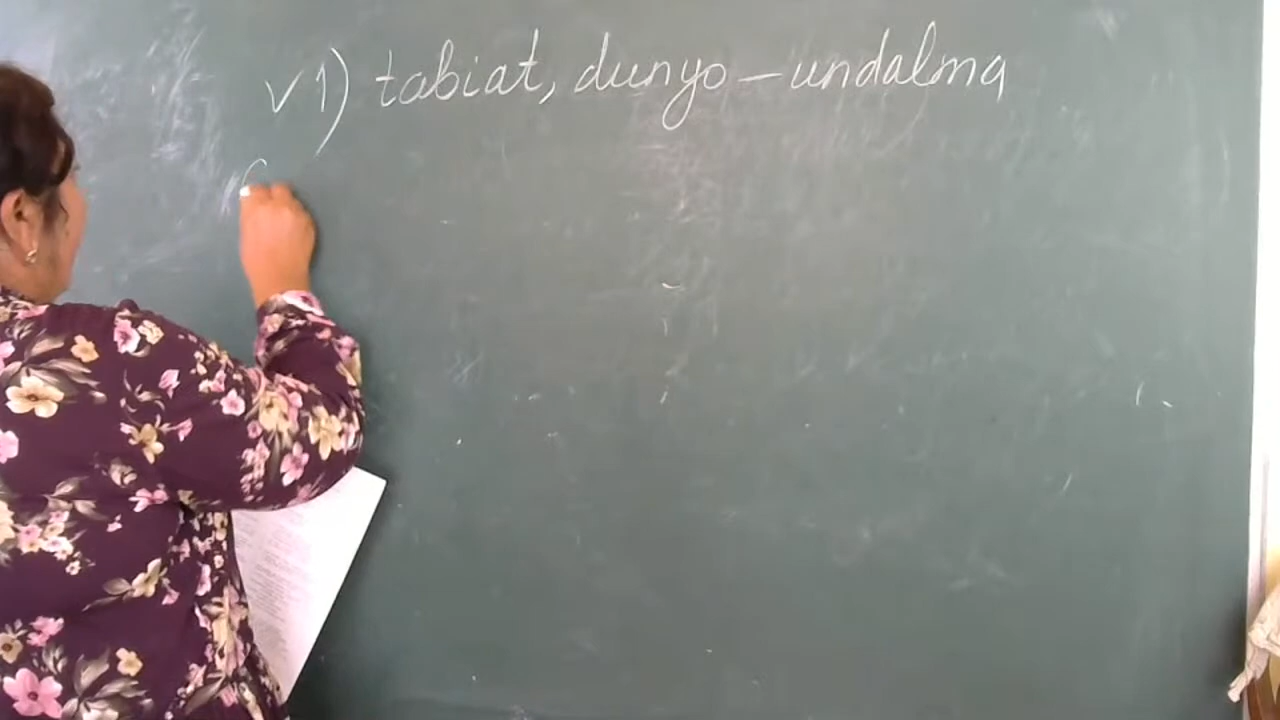 √ 1) tabiat, dunyo – undalma